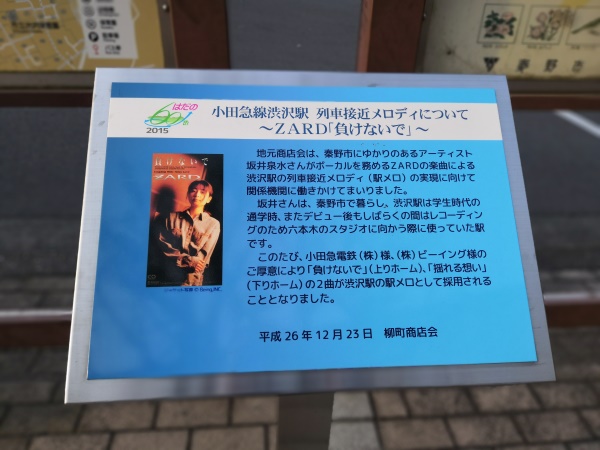 はだの
60th
2015
小田急線渋沢駅 列車接近メロディについて
～ZARD「負けないで」～
負けないで
ZARD
地元商店会は、秦野市にゆかりのあるアーティスト
坂井泉水さんがボーカルを務めるZARDの楽曲による
渋沢駅の列車接近メロディ（駅メロ）の実現に向けて
関係機関に働きかけてまいりました。
坂井さんは、秦野市で暮らし、渋沢駅は学生時代の
通学時、またデビュー後もしばらくの間はレコーディン
グのため六本木のスタジオに向かう際に使っていた駅
です。
このたび、小田急電鉄（株）様、（株）ビーイング様の
ご厚意により「負けないで」（上りホーム）、「揺れる想い」
（下りホーム）の2曲が渋沢駅の駅メロとして採用される
こととなりました。
平成26年12月23日 柳町商店会
秦野市